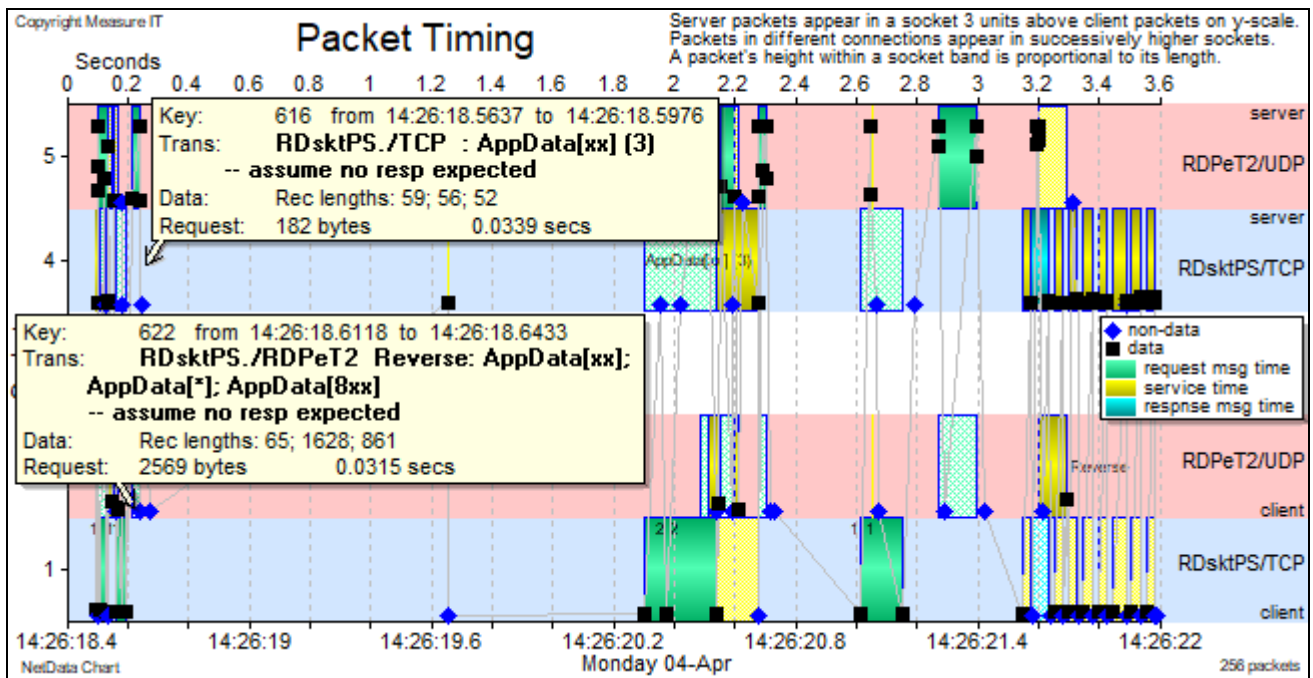 Copyright Measure IT
Packet Timing
Server packets appear in a socket 3 units above client packets on y-scale.
Packets in different connections appear in successively higher sockets.
A packet's height within a socket band is proportional to its length.
Seconds
0 0.2 0.4 0.6 0.8 1 1.2 1.4 1.6 1.8 2 2.2 2.4 2.6 2.8 3 3.2 3.4 3.6
server
5
RDPeT2/UDP
Key: 616 from 14:26:18.5637 to 14:26:18.5976
Trans: RDsktPS./TCP : AppData[xx] (3)
-- assume no resp expected
Data: Rec lengths: 59; 56; 52
Request: 182 bytes 0.0339 secs
server
4
RDsktPS/TCP
Key: 622 from 14:26:18.6118 to 14:26:18.6433
Trans: RDsktPS./RDPeT2 Reverse: AppData[xx];
AppData[*]; AppData[8xx]
-- assume no resp expected
Data: Rec lengths: 65; 1628; 861
Request: 2569 bytes 0.0315 secs
non-data
data
request msg time
service time
respnse msg time
RDPeT2/UDP
Reverse
client
1
RDsktPS/TCP
client
14:26:18.4 14:26:19 14:26:19.6 14:26:20.2 14:26:20.8 14:26:21.4 14:26:22
Monday 04-Apr
NetData Chart
256 packets